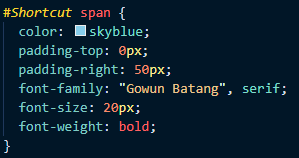 #Shortcut span {
color: skyblue;
padding-top: 0px;
padding-right: 50px;
font-family: "Gowun Batang", serif;
font-size: 20px;
font-weight: bold;
}